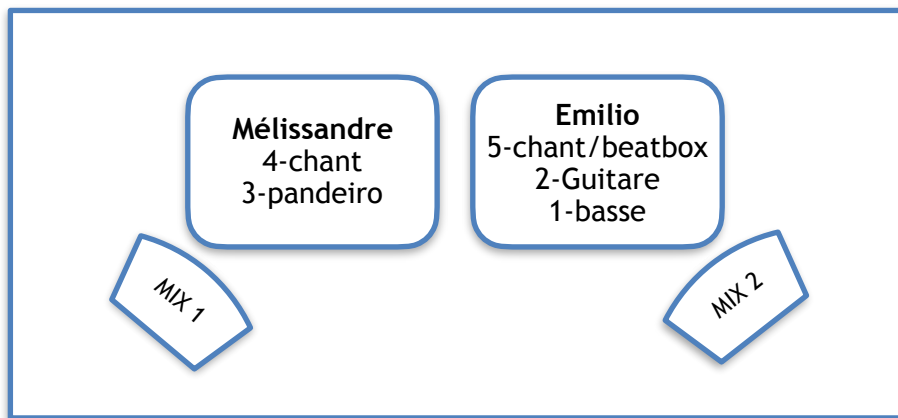 Mélissandre
4-chant
3-pandeiro
Emilio
5-chant/beatbox
2-Guitare
1-basse
MIX 1
MIX 2